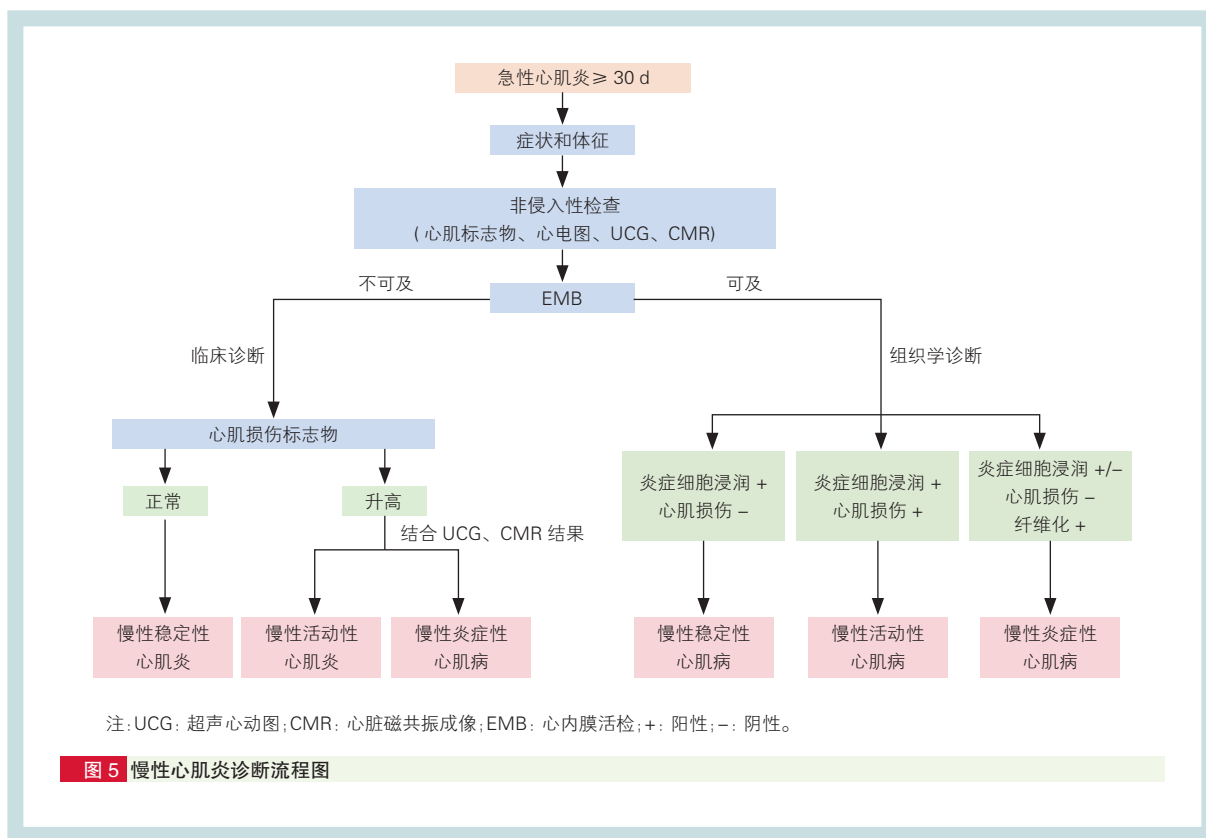 急性心肌炎≥ 30 d
症状和体征
非侵入性检查
( 心肌标志物、心电图、UCG、CMR)
不可及
EMB
可及
临床诊断
组织学诊断
心肌损伤标志物
正常
升高
结合 UCG、CMR 结果
炎症细胞浸润 +
心肌损伤 −
炎症细胞浸润 +
心肌损伤 +
炎症细胞浸润 +/−
心肌损伤 −
纤维化 +
慢性稳定性
心肌炎
慢性活动性
心肌炎
慢性炎症性
心肌病
慢性稳定性
心肌病
慢性活动性
心肌病
慢性炎症性
心肌病
注:UCG: 超声心动图;CMR: 心脏磁共振成像;EMB: 心内膜活检;+: 阳性;−: 阴性。
图 5 慢性心肌炎诊断流程图